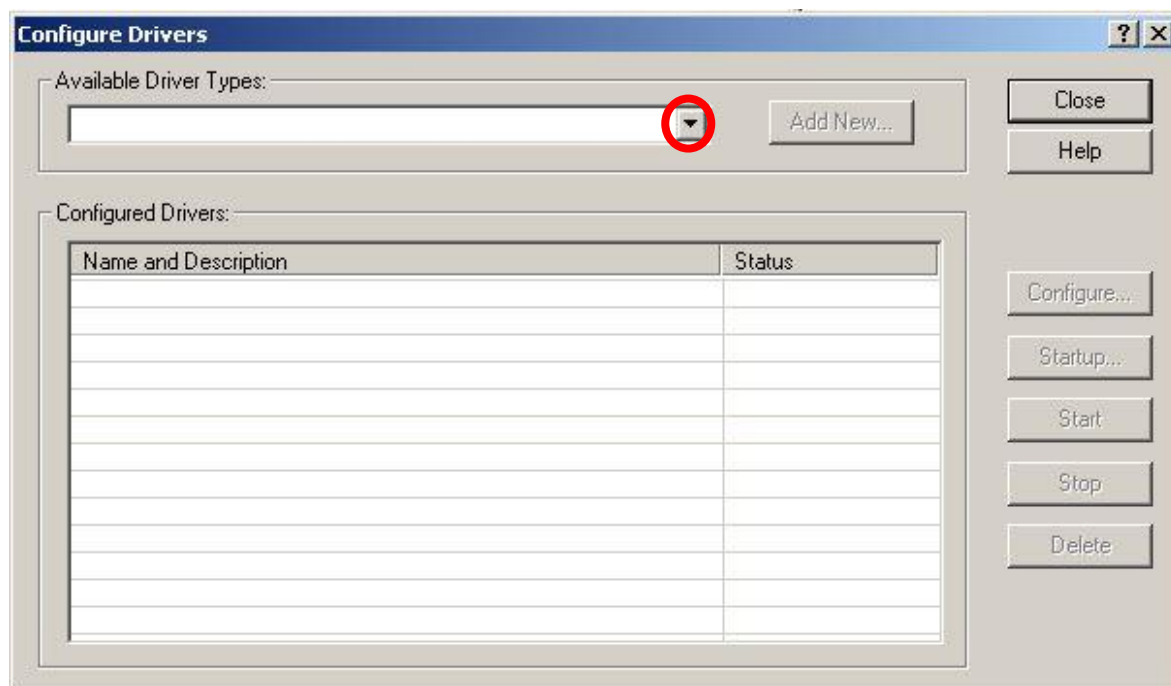 Configure Drivers
Available Driver Types:
Add New...
Close
Help
Configured Drivers:
Name and Description Status
Configure...
Startup...
Start
Stop
Delete